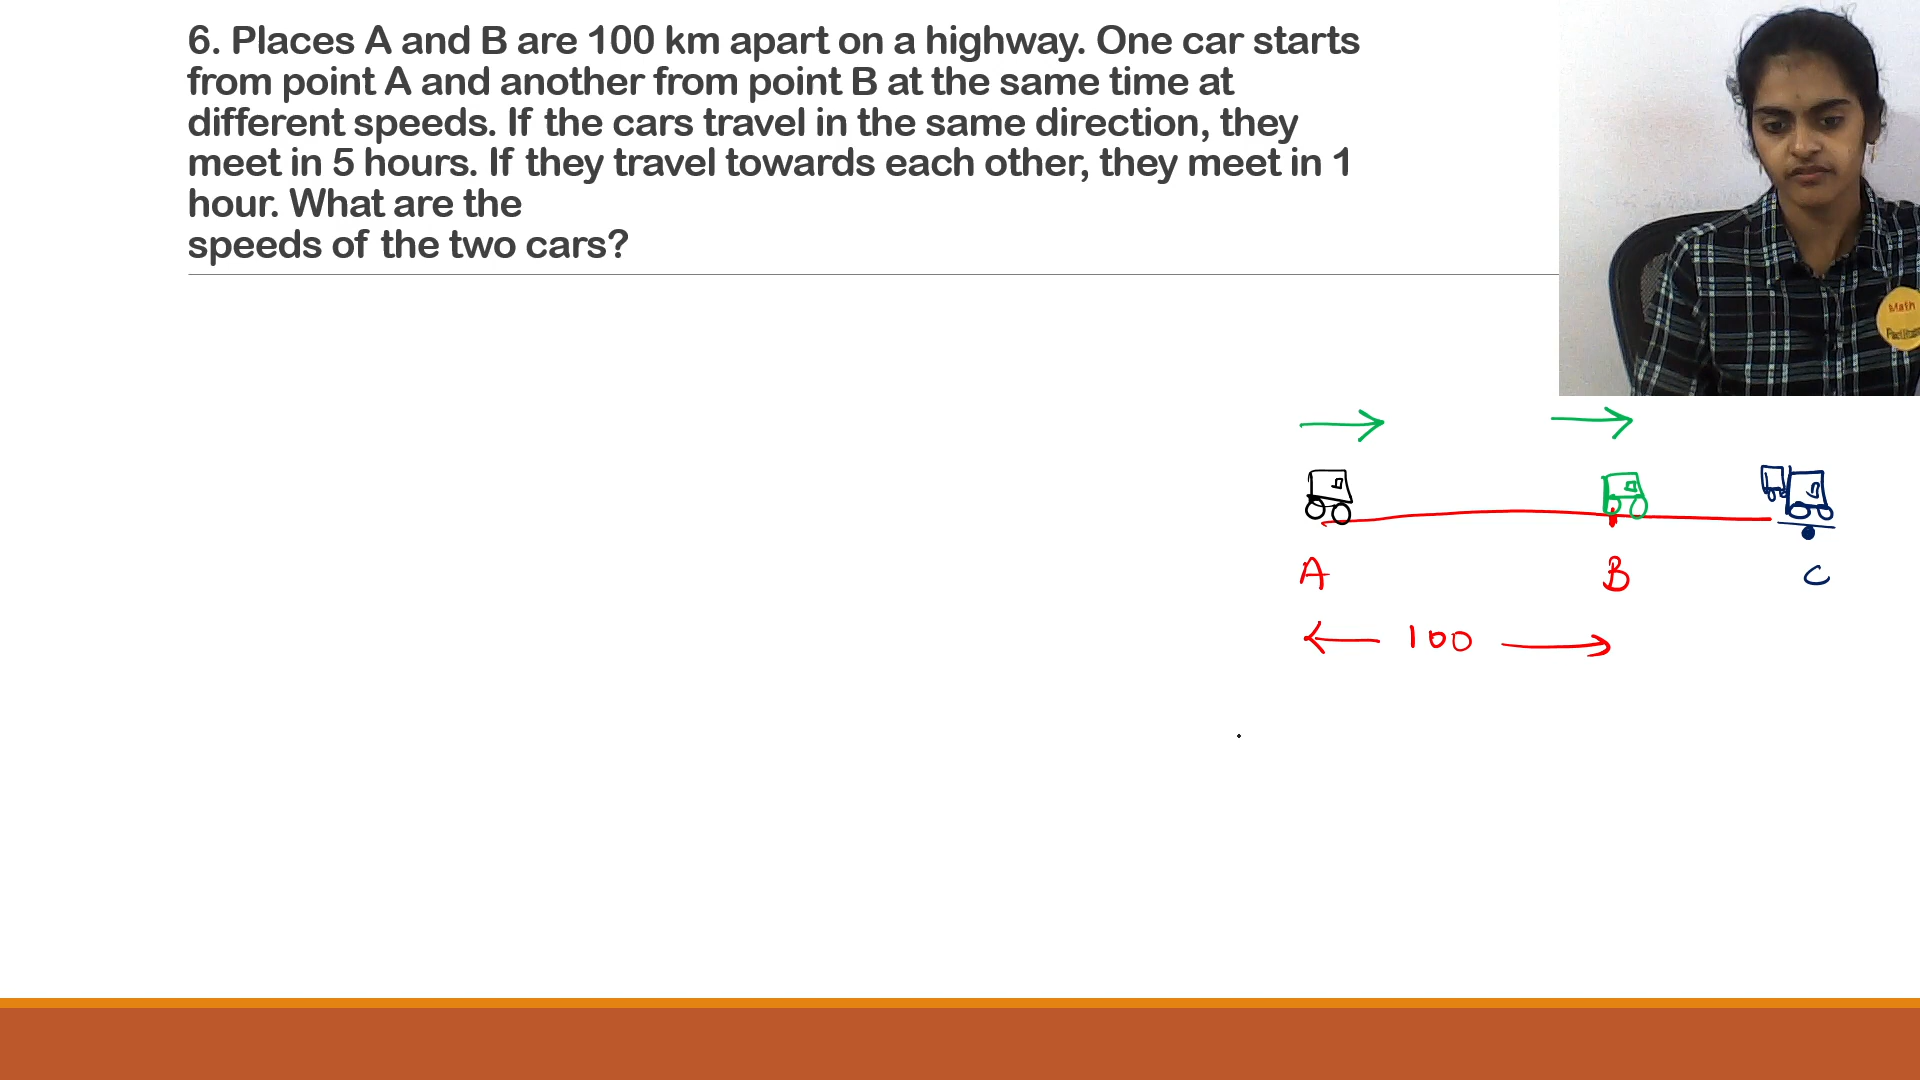 6. Places A and B are 100 km apart on a highway. One car starts
from point A and another from point B at the same time at
different speeds. If the cars travel in the same direction, they
meet in 5 hours. If they travel towards each other, they meet in 1
hour. What are the
speeds of the two cars?
Math
A B C
100